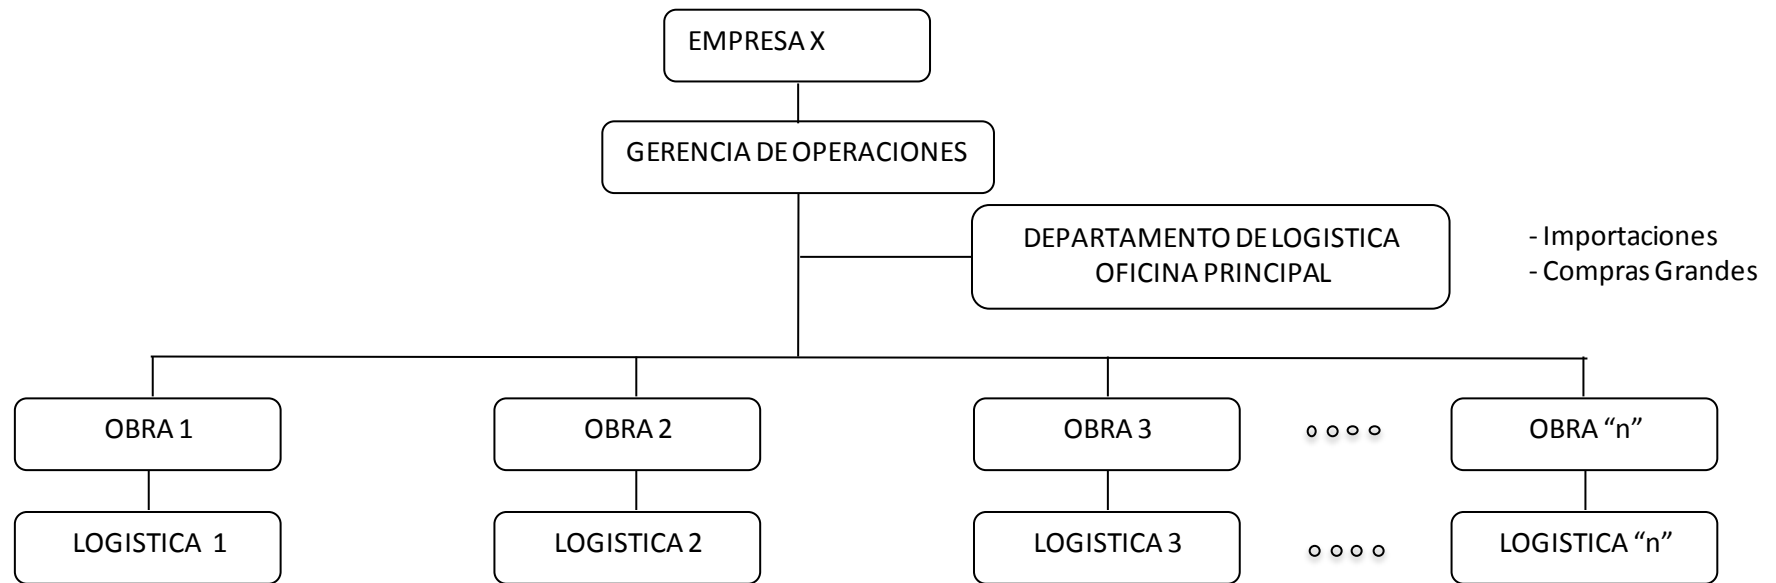 EMPRESA X
GERENCIA DE OPERACIONES
DEPARTAMENTO DE LOGISTICA
OFICINA PRINCIPAL
- Importaciones
- Compras Grandes
OBRA 1
OBRA 2
OBRA 3
OBRA “n”
LOGISTICA 1
LOGISTICA 2
LOGISTICA 3
LOGISTICA “n”